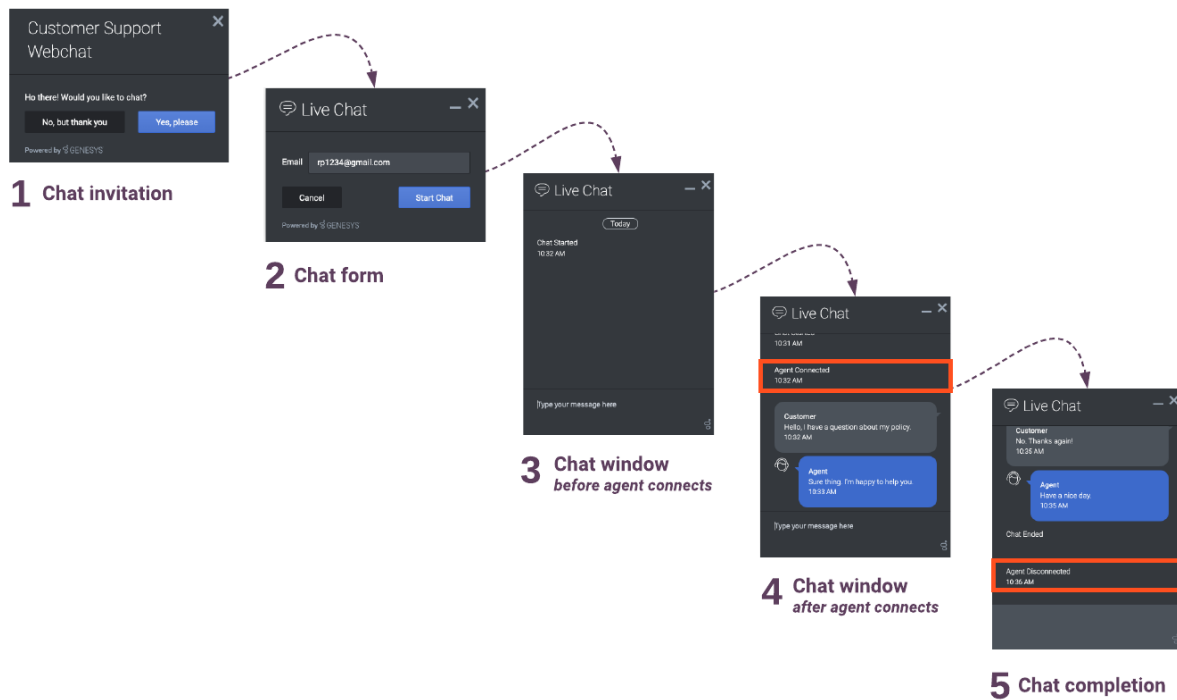 Customer Support
Webchat
Ho there! Would you like to chat?
No, but thank you
Yes, please
Powered by GENESYS
1 Chat invitation
Live Chat
Email rp1234@gmail.com
Cancel
Start Chat
Powered by GENESYS
2 Chat form
Live Chat
Today
Chat Started
10:32 AM
Type your message here
3 Chat window
before agent connects
Live Chat
10:31 AM
Agent Connected
10:32 AM
Customer
Hello, I have a question about my policy.
10:32 AM
Agent
Sure thing. I'm happy to help you.
10:33 AM
Type your message here
4 Chat window
after agent connects
Live Chat
Customer
No. Thanks again!
10:35 AM
Agent
Have a nice day.
10:35 AM
Chat Ended
Agent Disconnected
10:36 AM
5 Chat completion